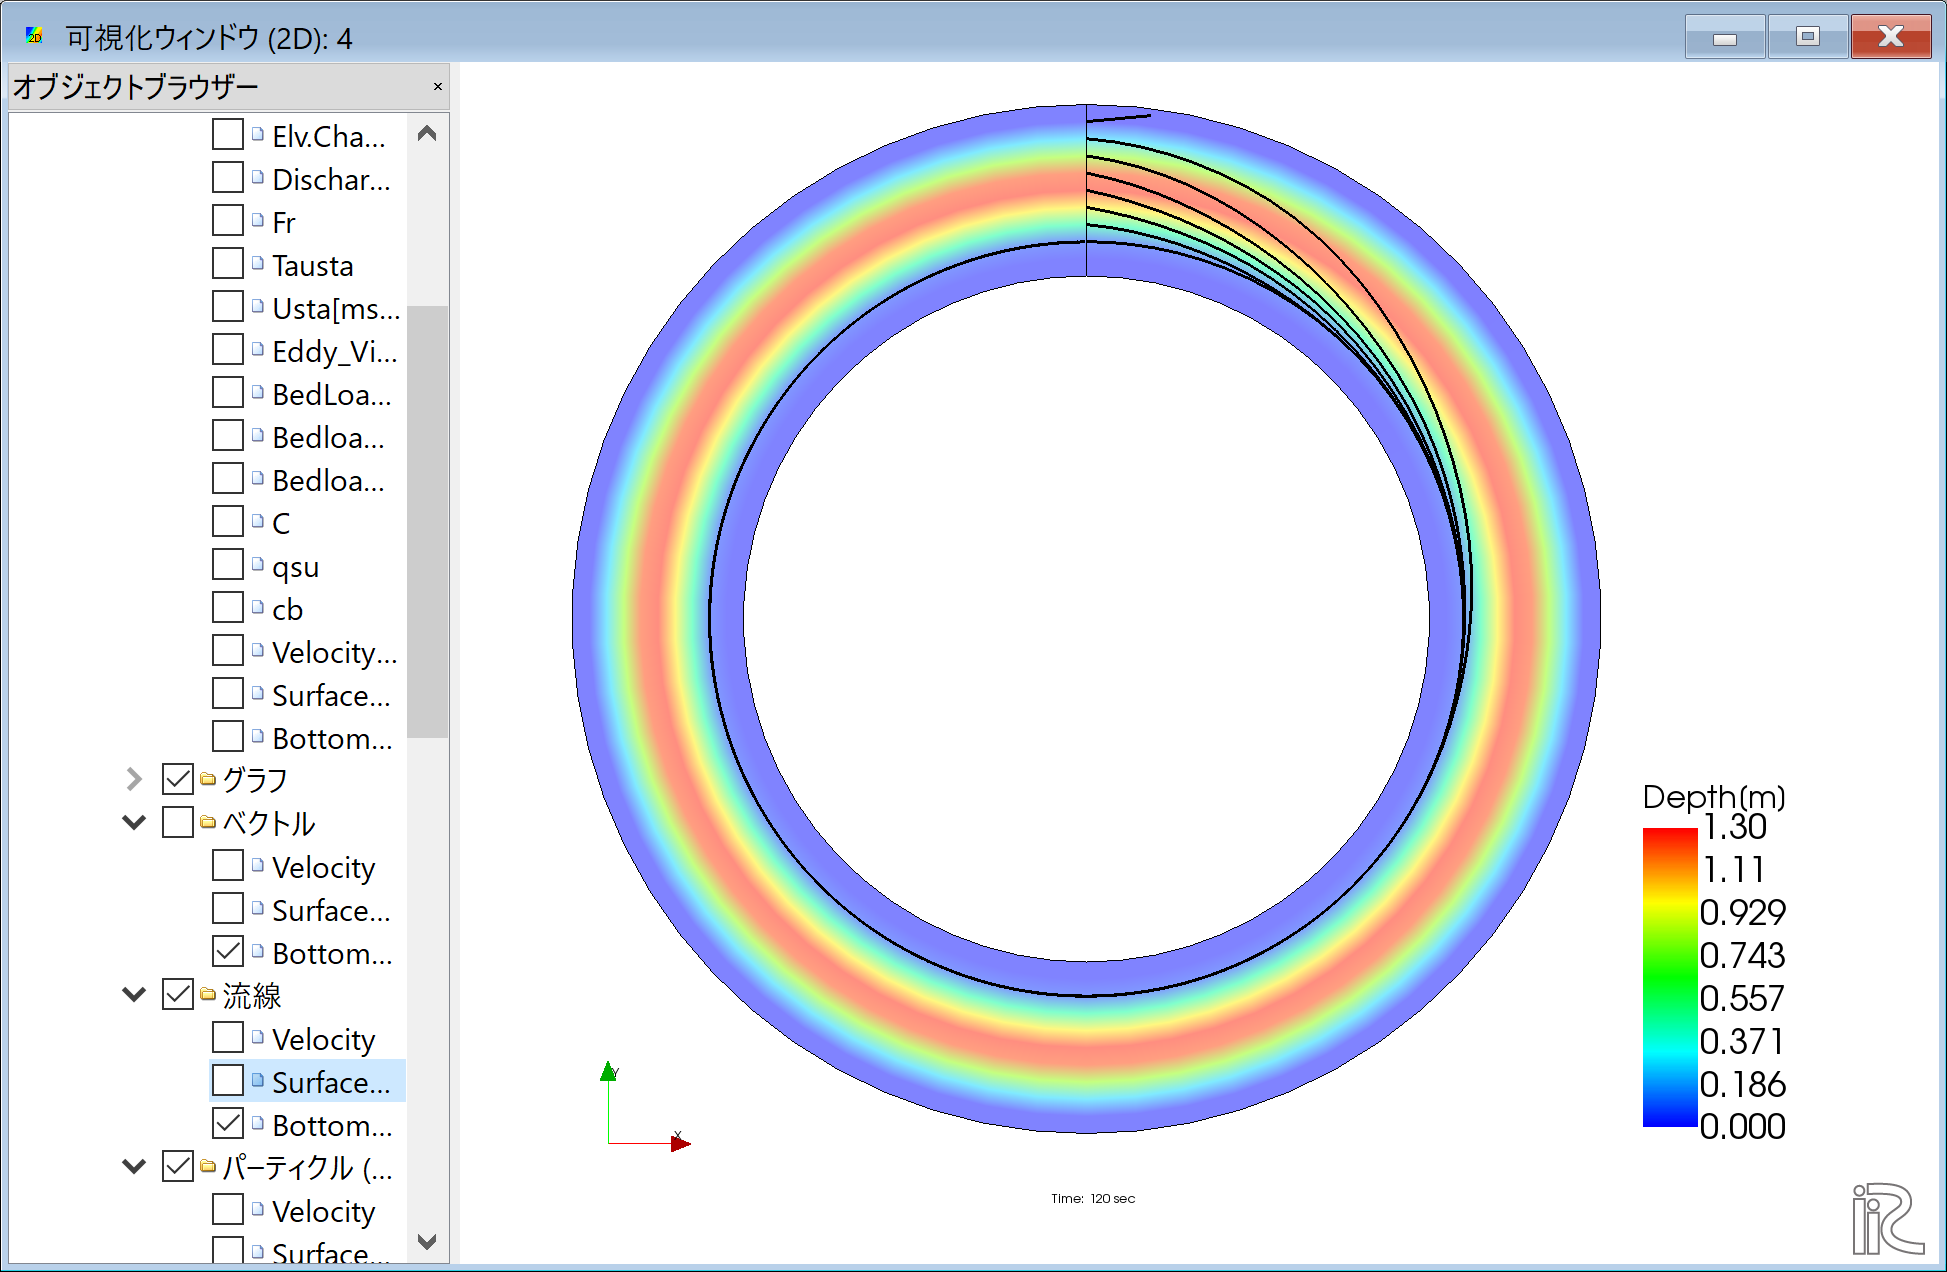 可視化ウィンドウ (2D): 4
オブジェクトブラウザー
Elv.Cha...
Dischar...
Fr
Tausta
Usta[ms...
Eddy_Vi...
BedLoa...
Bedloa...
Bedloa...
C
qsu
cb
Velocity...
Surface...
Bottom...
グラフ
ベクトル
Velocity
Surface...
Bottom...
流線
Velocity
Surface...
Bottom...
パーティクル (...
Velocity
Surface...
Depth(m)
1.30
1.11
0.929
0.743
0.557
0.371
0.186
0.000
Y
X
Time: 120 sec
iRIC